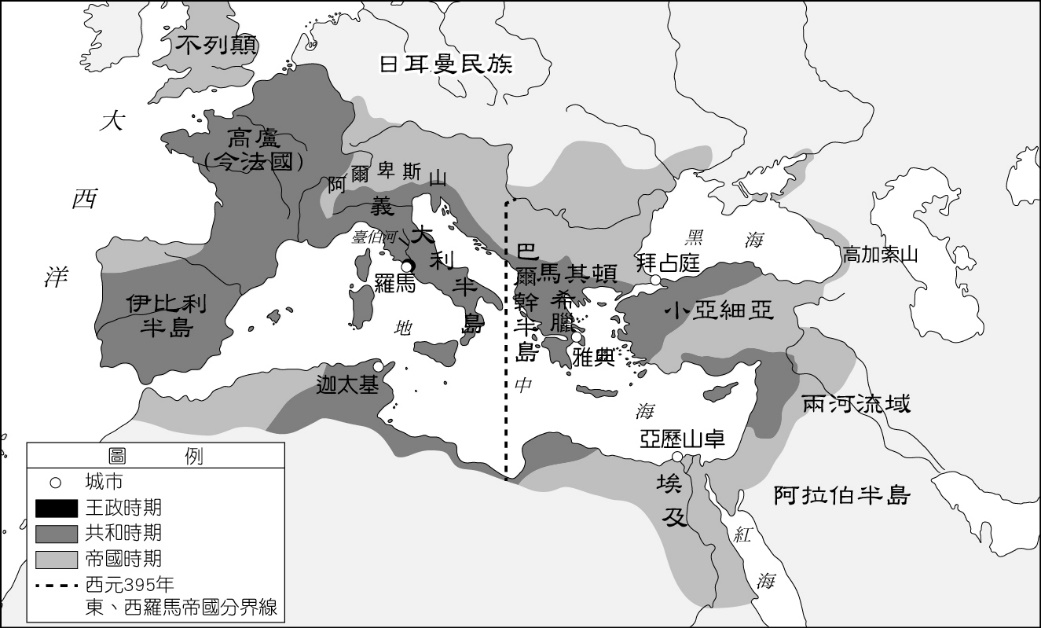 不列顛
日耳曼民族
大西洋
高盧
(今法國)
阿爾卑斯山
義大利半島
臺伯河
羅馬
伊比利
半島
地中海
迦太基
巴爾幹半島
馬其頓
希臘
雅典
拜占庭
黑海
高加索山
小亞細亞
兩河流域
亞歷山卓
埃及
阿拉伯半島
紅海
圖例
城市
王政時期
共和時期
帝國時期
西元395年
東、西羅馬帝國分界線